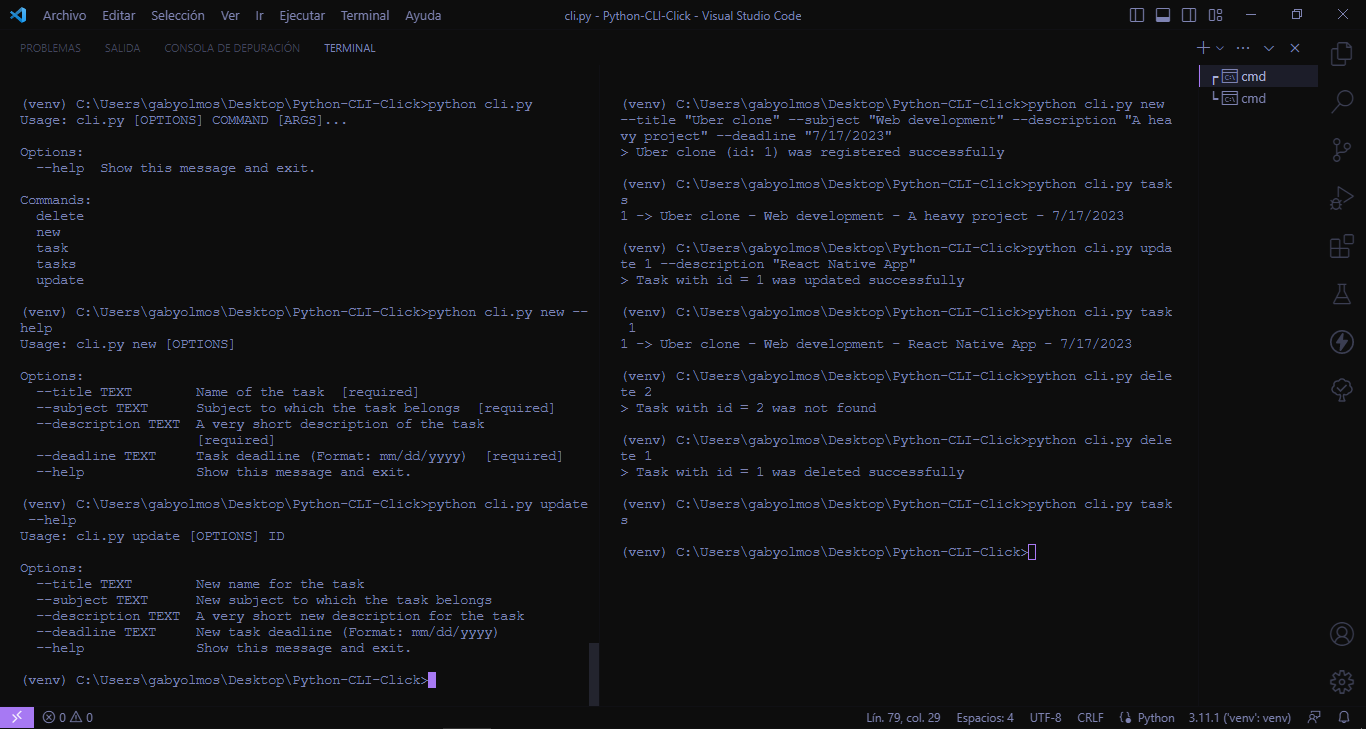 Archivo Editar Selección Ver Ir Ejecutar Terminal Ayuda
cli.py - Python-CLI-Click - Visual Studio Code
PROBLEMAS SALIDA CONSOLA DE DEPURACIÓN TERMINAL
(venv) C:\Users\gabyolmos\Desktop\Python-CLI-Click>python cli.py
Usage: cli.py [OPTIONS] COMMAND [ARGS]...
Options:
--help  Show this message and exit.
Commands:
delete
new
task
tasks
update
(venv) C:\Users\gabyolmos\Desktop\Python-CLI-Click>python cli.py new --
help
Usage: cli.py new [OPTIONS]
Options:
--title TEXT        Name of the task  [required]
--subject TEXT      Subject to which the task belongs  [required]
--description TEXT  A very short description of the task
[required]
--deadline TEXT     Task deadline (Format: mm/dd/yyyy)  [required]
--help              Show this message and exit.
(venv) C:\Users\gabyolmos\Desktop\Python-CLI-Click>python cli.py update
--help
Usage: cli.py update [OPTIONS] ID
Options:
--title TEXT        New name for the task
--subject TEXT      New subject to which the task belongs
--description TEXT  A very short new description for the task
--deadline TEXT     New task deadline (Format: mm/dd/yyyy)
--help              Show this message and exit.
(venv) C:\Users\gabyolmos\Desktop\Python-CLI-Click>
(venv) C:\Users\gabyolmos\Desktop\Python-CLI-Click>python cli.py new
--title "Uber clone" --subject "Web development" --description "A hea
vy project" --deadline "7/17/2023"
> Uber clone (id: 1) was registered successfully
(venv) C:\Users\gabyolmos\Desktop\Python-CLI-Click>python cli.py task
s
1 -> Uber clone - Web development - A heavy project - 7/17/2023
(venv) C:\Users\gabyolmos\Desktop\Python-CLI-Click>python cli.py upda
te 1 --description "React Native App"
> Task with id = 1 was updated successfully
(venv) C:\Users\gabyolmos\Desktop\Python-CLI-Click>python cli.py task
1
1 -> Uber clone - Web development - React Native App - 7/17/2023
(venv) C:\Users\gabyolmos\Desktop\Python-CLI-Click>python cli.py dele
te 2
> Task with id = 2 was not found
(venv) C:\Users\gabyolmos\Desktop\Python-CLI-Click>python cli.py dele
te 1
> Task with id = 1 was deleted successfully
(venv) C:\Users\gabyolmos\Desktop\Python-CLI-Click>python cli.py task
s
(venv) C:\Users\gabyolmos\Desktop\Python-CLI-Click>
cmd
cmd
0 0
Lín. 79, col. 29 Espacios: 4 UTF-8 CRLF Python 3.11.1 ('venv': venv)